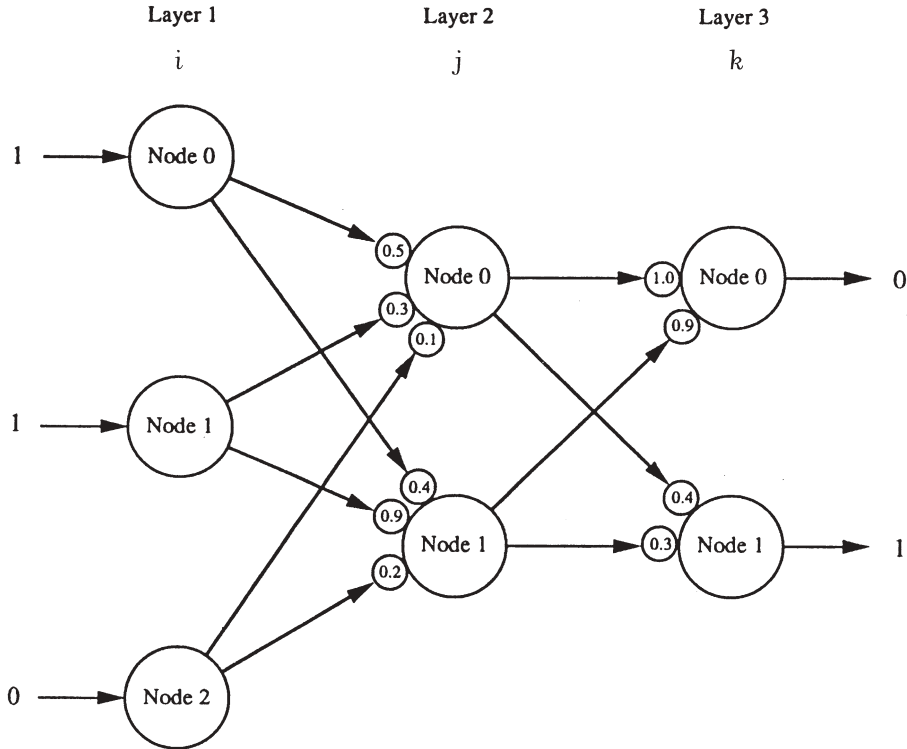 Layer 1 Layer 2 Layer 3
i j k
1 Node 0
0.5 Node 0 1.0 Node 0 0
0.3 0.9
0.1
1 Node 1
0.4 0.4
0.9 Node 1 0.3 Node 1 1
0.2
0 Node 2